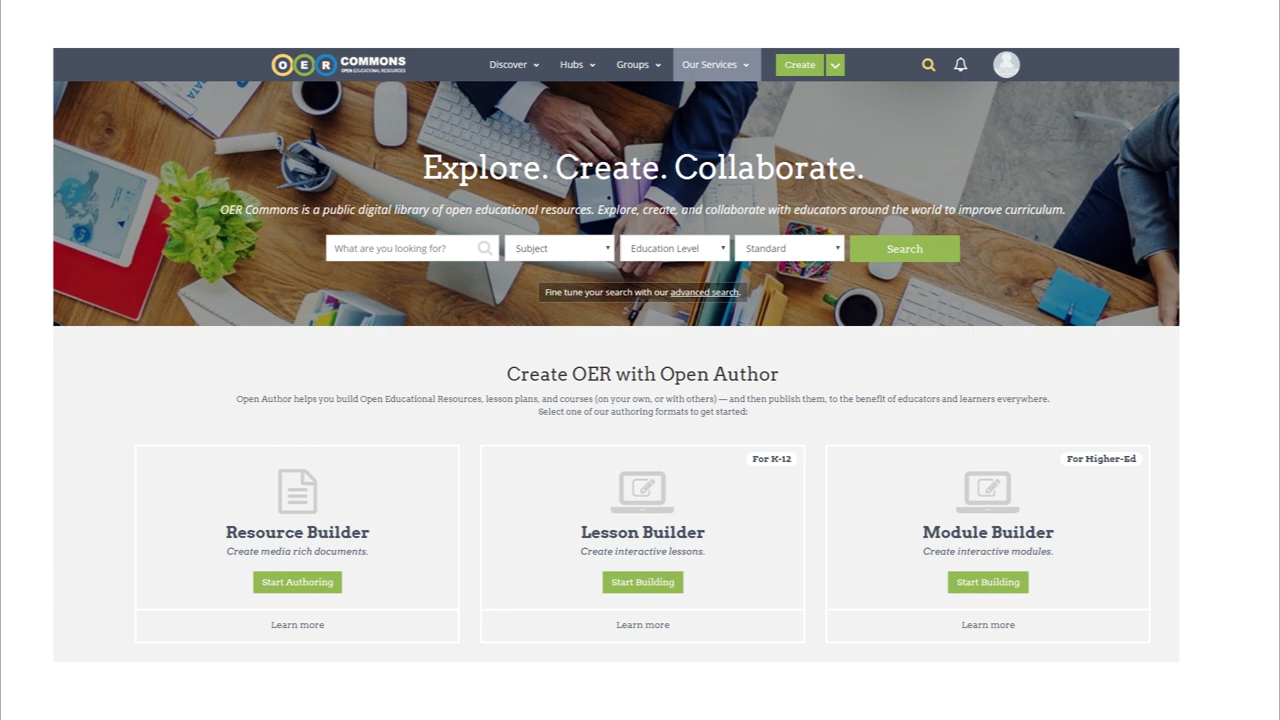 OER COMMONS
OPEN EDUCATIONAL RESOURCES
Discover Hubs Groups Our Services Create
DATA
Explore. Create. Collaborate.
OER Commons is a public digital library of open educational resources. Explore, create, and collaborate with educators around the world to improve curriculum.
What are you looking for? Subject Education Level Standard Search
Fine tune your search with our advanced search.
Create OER with Open Author
Open Author helps you build Open Educational Resources, lesson plans, and courses (on your own, or with others) — and then publish them, to the benefit of educators and learners everywhere.
Select one of our authoring formats to get started:
For K-12
For Higher-Ed
Resource Builder
Create media rich documents.
Start Authoring
Learn more
Lesson Builder
Create interactive lessons.
Start Building
Learn more
Module Builder
Create interactive modules.
Start Building
Learn more